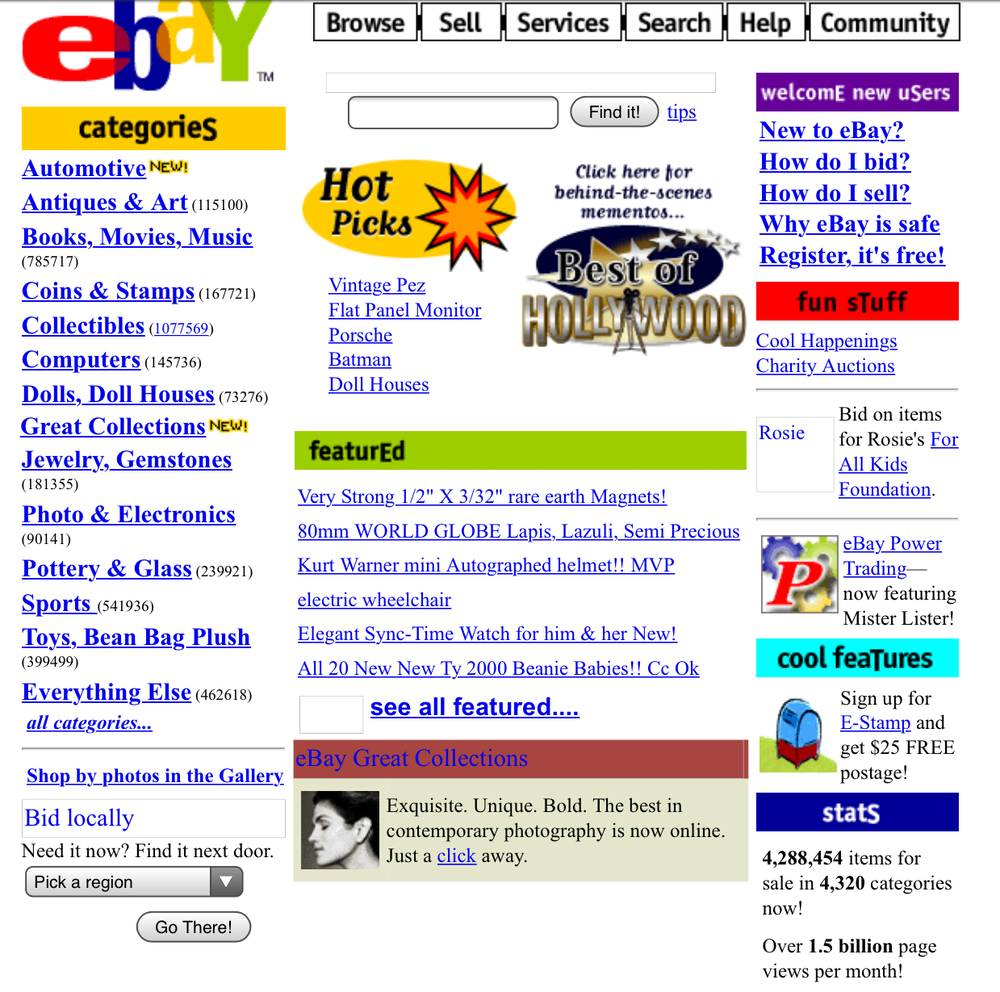 ebaY™
Browse Sell Services Search Help Community
categorieS
Automotive NEW!
Antiques & Art (115100)
Books, Movies, Music
(785717)
Coins & Stamps (167721)
Collectibles (1077569)
Computers (145736)
Dolls, Doll Houses (73276)
Great Collections NEW!
Jewelry, Gemstones
(181355)
Photo & Electronics
(90141)
Pottery & Glass (239921)
Sports (541936)
Toys, Bean Bag Plush
(399499)
Everything Else (462618)
all categories...
Shop by photos in the Gallery
Bid locally
Need it now? Find it next door.
Pick a region
Go There!
Find it! tips
Hot
Picks
Vintage Pez
Flat Panel Monitor
Porsche
Batman
Doll Houses
Click here for
behind-the-scenes
mementos...
Best of
HOLLYWOOD
featurEd
Very Strong 1/2" X 3/32" rare earth Magnets!
80mm WORLD GLOBE Lapis, Lazuli, Semi Precious
Kurt Warner mini Autographed helmet!! MVP
electric wheelchair
Elegant Sync-Time Watch for him & her New!
All 20 New New Ty 2000 Beanie Babies!! Cc Ok
see all featured....
eBay Great Collections
Exquisite. Unique. Bold. The best in
contemporary photography is now online.
Just a click away.
welcomE new uSers
New to eBay?
How do I bid?
How do I sell?
Why eBay is safe
Register, it's free!
fun sTuff
Cool Happenings
Charity Auctions
Rosie
Bid on items
for Rosie's For
All Kids
Foundation.
P
eBay Power
Trading—
now featuring
Mister Lister!
cool feaTures
Sign up for
E-Stamp and
get $25 FREE
postage!
statS
4,288,454 items for
sale in 4,320 categories
now!
Over 1.5 billion page
views per month!